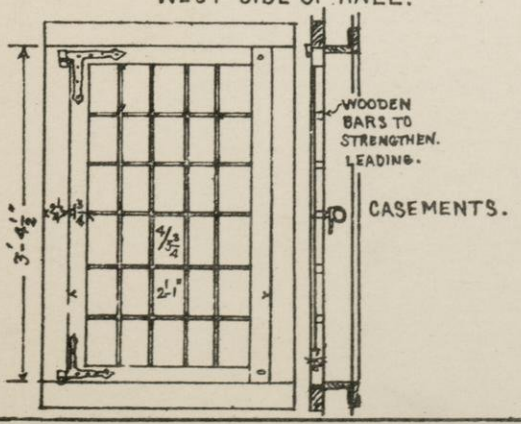 WEST SIDE OF HALL.
WOODEN
BARS TO
STRENGTHEN.
LEADING.
CASEMENTS.
3'-4½"
2'-1"